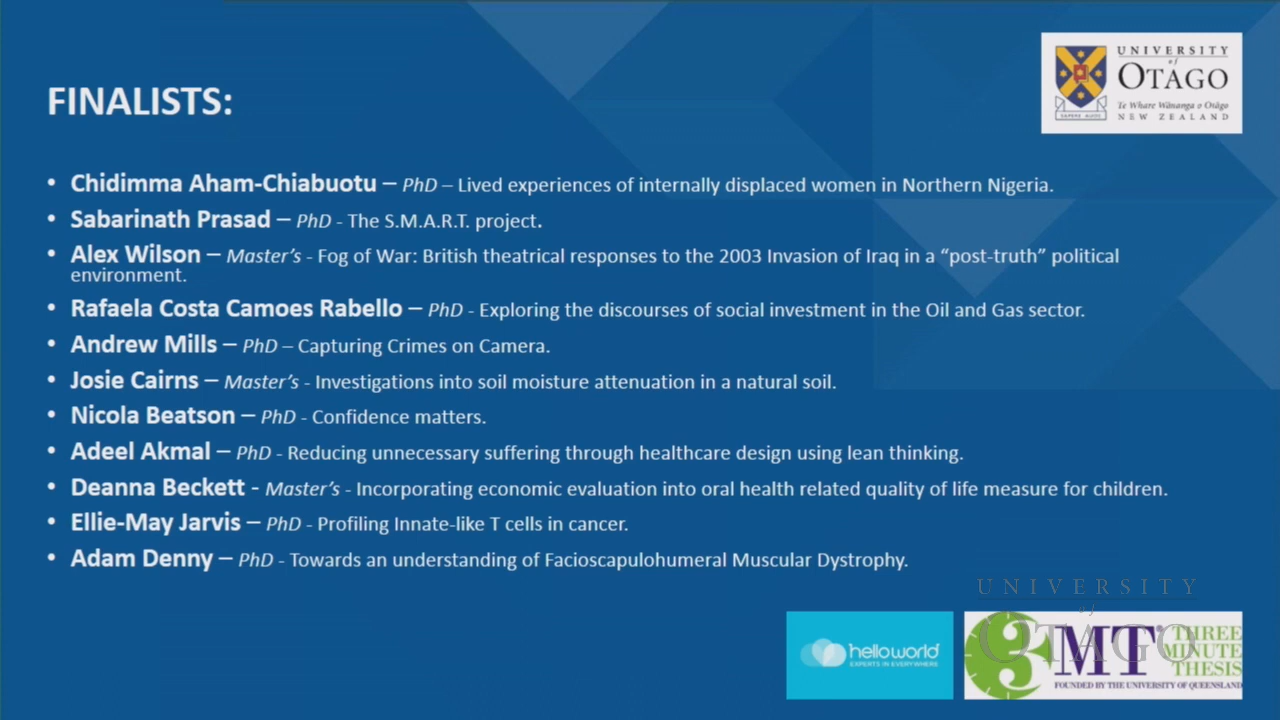 UNIVERSITY
of
OTAGO
Te Whare Wānanga o Otāgo
NEW ZEALAND
SAPERE AUDE
FINALISTS:
• Chidimma Aham-Chiabuotu – PhD – Lived experiences of internally displaced women in Northern Nigeria.
• Sabarinath Prasad – PhD - The S.M.A.R.T. project.
• Alex Wilson – Master’s - Fog of War: British theatrical responses to the 2003 Invasion of Iraq in a “post-truth” political
environment.
• Rafaela Costa Camoes Rabello – PhD - Exploring the discourses of social investment in the Oil and Gas sector.
• Andrew Mills – PhD – Capturing Crimes on Camera.
• Josie Cairns – Master’s - Investigations into soil moisture attenuation in a natural soil.
• Nicola Beatson – PhD - Confidence matters.
• Adeel Akmal – PhD - Reducing unnecessary suffering through healthcare design using lean thinking.
• Deanna Beckett - Master’s - Incorporating economic evaluation into oral health related quality of life measure for children.
• Ellie-May Jarvis – PhD - Profiling Innate-like T cells in cancer.
• Adam Denny – PhD - Towards an understanding of Facioscapulohumeral Muscular Dystrophy.
UNIVERSITY
of
OTAGO
helloworld
EXPERTS IN EVERYWHERE
3MT® THREE
MINUTE
THESIS
FOUNDED BY THE UNIVERSITY OF QUEENSLAND